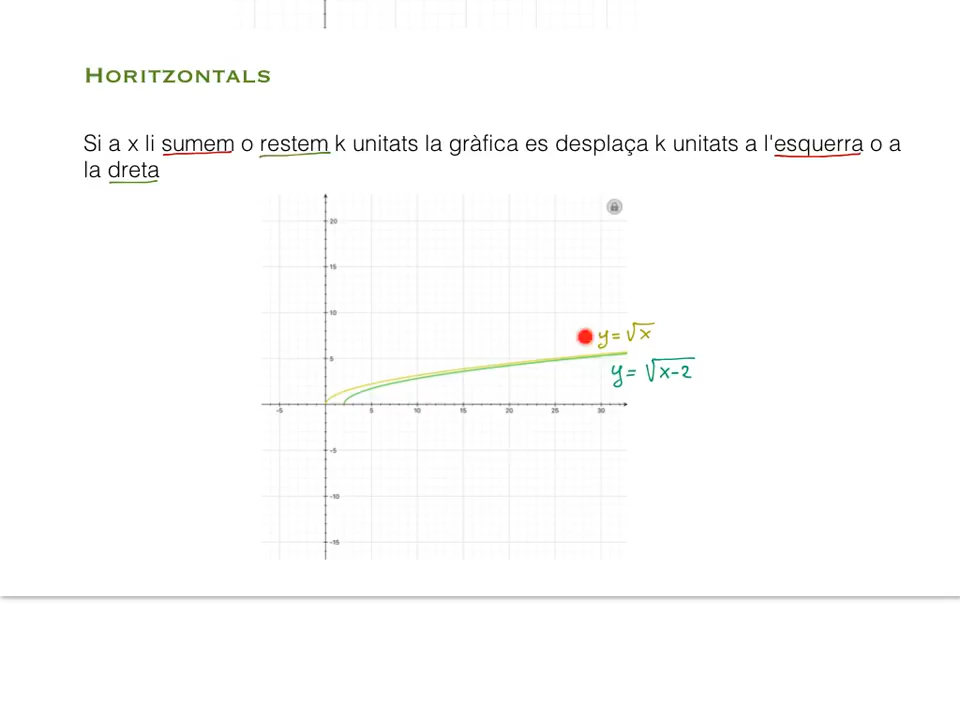 HORITZONTALS
Si a x li sumem o restem k unitats la gràfica es desplaça k unitats a l'esquerra o a
la dreta
20
15
10
y = √x
5
y = √x-2
-5 5 10 15 20 25 30
-5
-10
-15